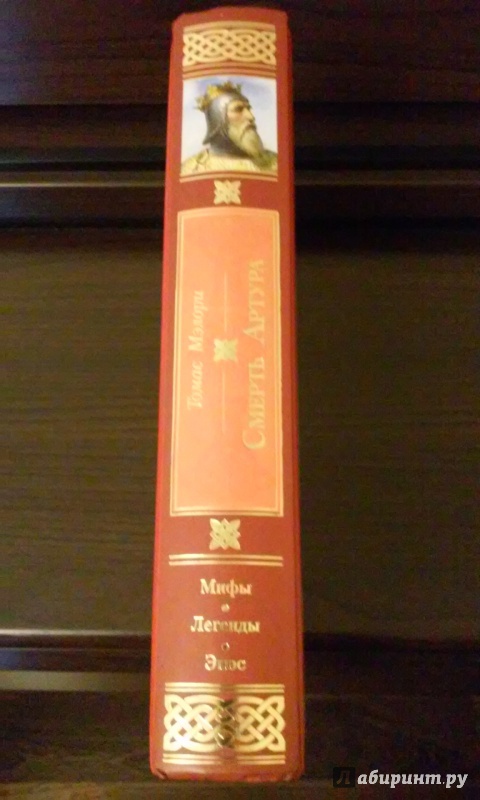 Томас Мэлори
Смерть Артура
Мифы
Легенды
Эпос
Лабиринт.ру